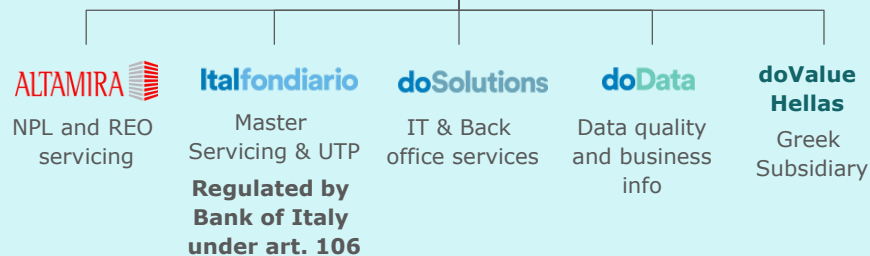 ALTAMIRA
NPL and REO
servicing
Italfondiario
Master
Servicing & UTP
Regulated by
Bank of Italy
under art. 106
doSolutions
IT & Back
office services
doData
Data quality
and business
info
doValue
Hellas
Greek
Subsidiary